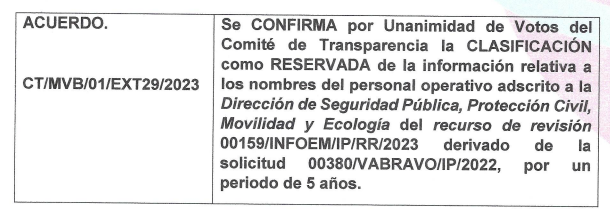 ACUERDO.
CT/MVB/01/EXT29/2023
Se CONFIRMA por Unanimidad de Votos del
Comité de Transparencia la CLASIFICACIÓN
como RESERVADA de la información relativa a
los nombres del personal operativo adscrito a la
Dirección de Seguridad Pública, Protección Civil,
Movilidad y Ecología del recurso de revisión
00159/INFOEM/IP/RR/2023 derivado de la
solicitud 00380/VABRAVO/IP/2022, por un
periodo de 5 años.